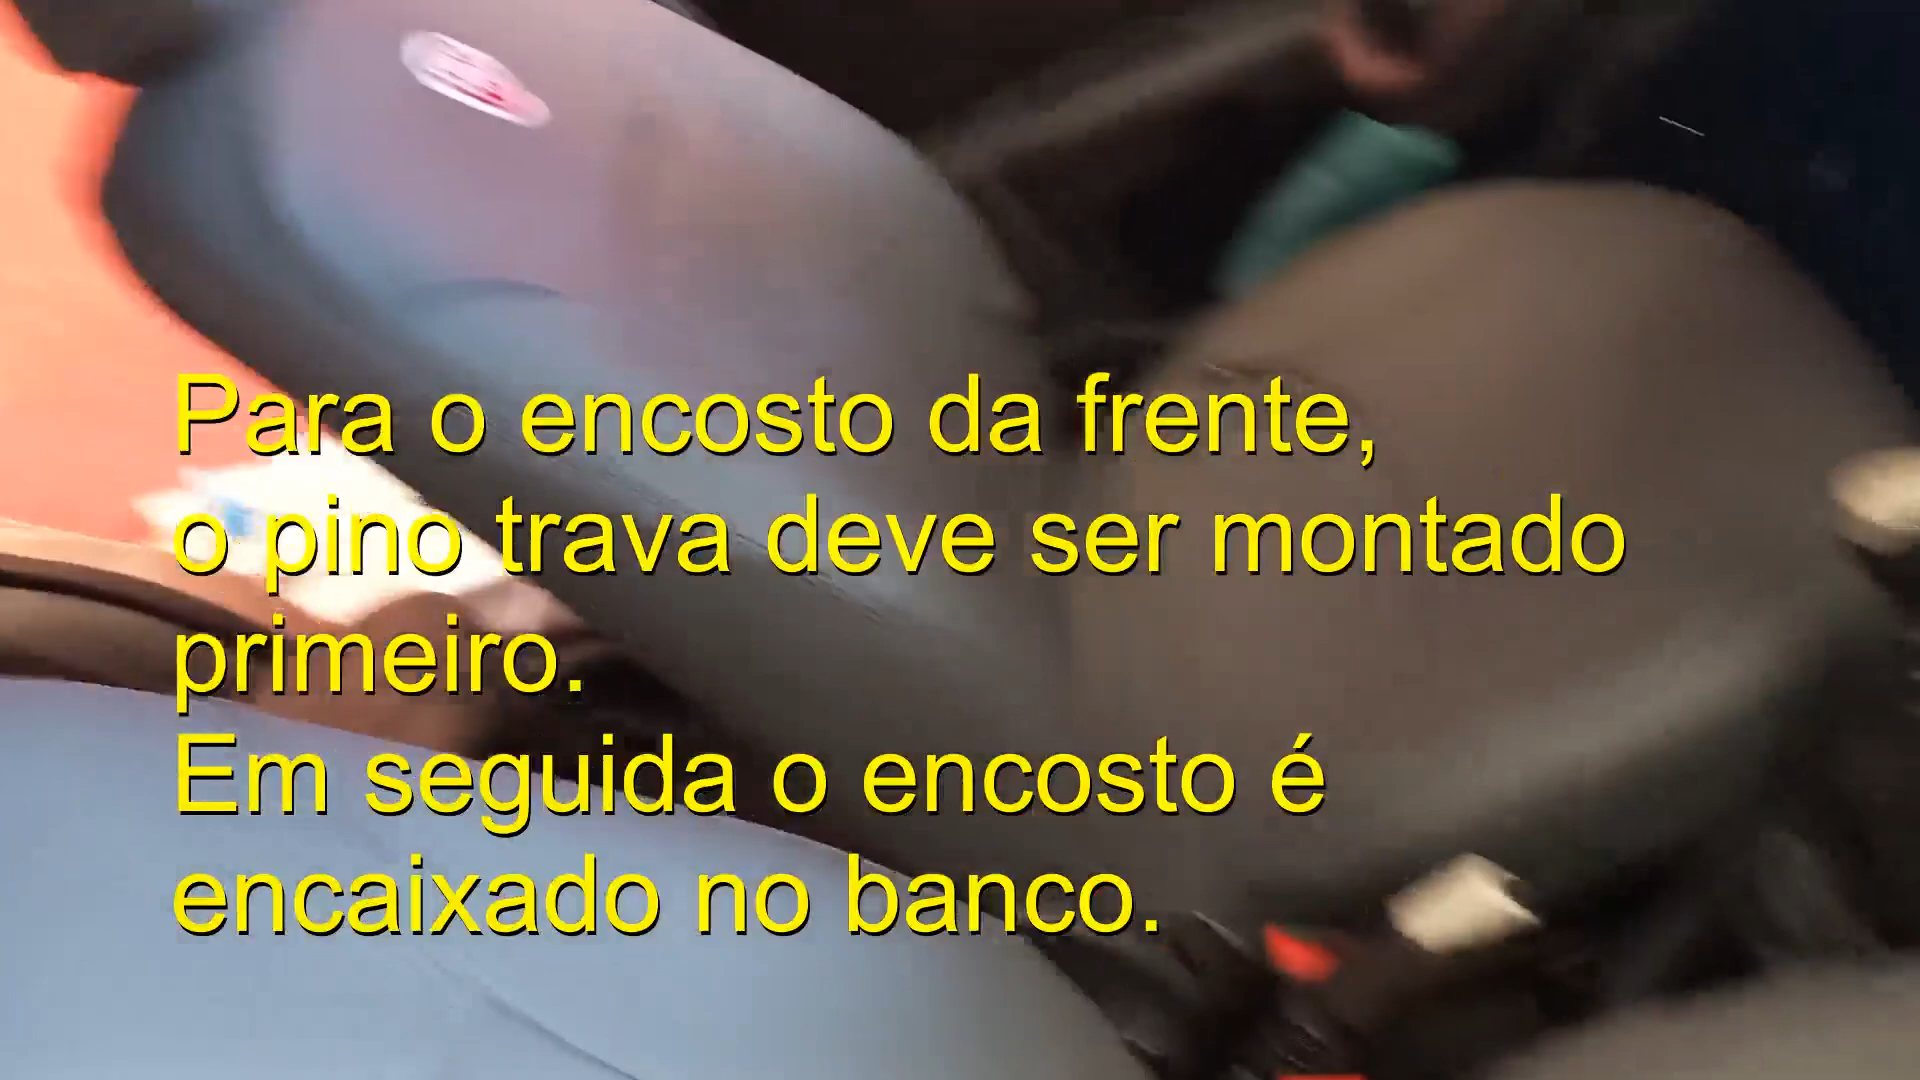 Para o encosto da frente,
o pino trava deve ser montado
primeiro.
Em seguida o encosto é
encaixado no banco.